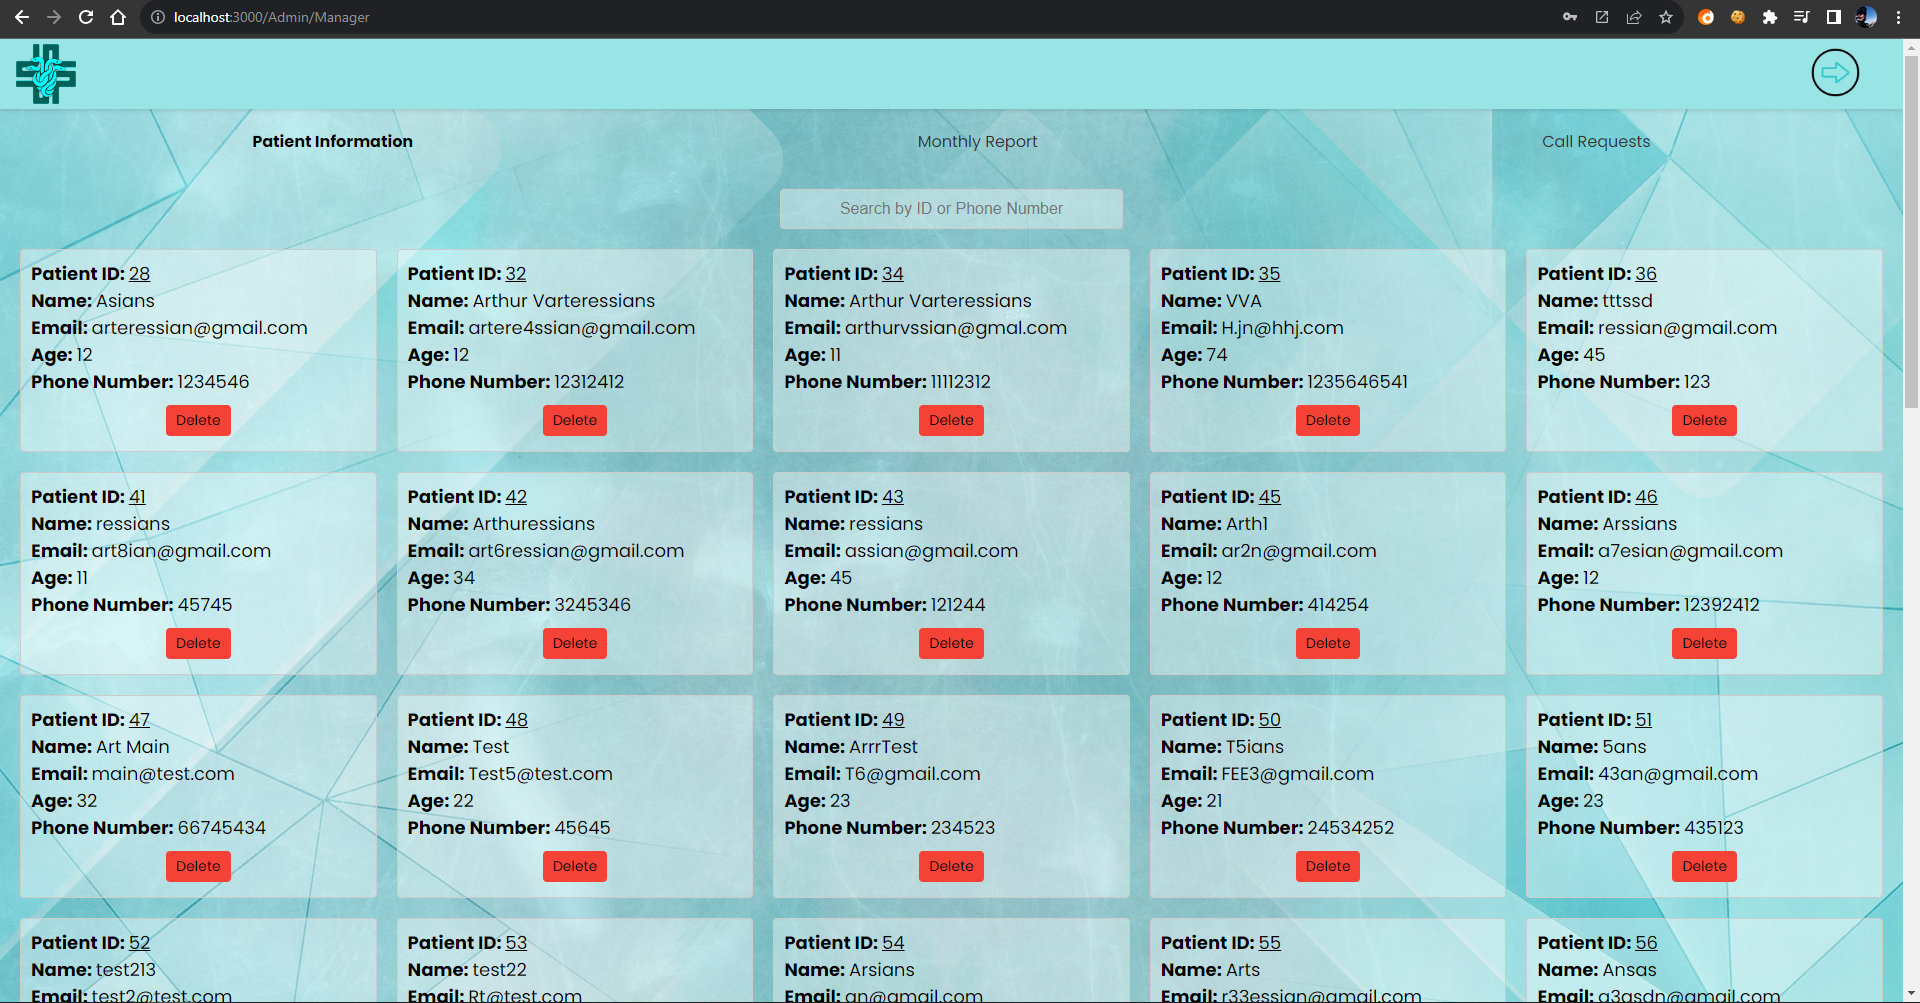 localhost:3000/Admin/Manager
Patient Information
Monthly Report
Call Requests
Search by ID or Phone Number
Patient ID: 28
Name: Asians
Email: arteressian@gmail.com
Age: 12
Phone Number: 1234546
Delete
Patient ID: 32
Name: Arthur Varteressians
Email: artere4ssian@gmail.com
Age: 12
Phone Number: 12312412
Delete
Patient ID: 34
Name: Arthur Varteressians
Email: arthurvssian@gmal.com
Age: 11
Phone Number: 11112312
Delete
Patient ID: 35
Name: VVA
Email: H.jn@hhj.com
Age: 74
Phone Number: 1235646541
Delete
Patient ID: 36
Name: tttssd
Email: ressian@gmail.com
Age: 45
Phone Number: 123
Delete
Patient ID: 41
Name: ressians
Email: art8ian@gmail.com
Age: 11
Phone Number: 45745
Delete
Patient ID: 42
Name: Arthuressians
Email: art6ressian@gmail.com
Age: 34
Phone Number: 3245346
Delete
Patient ID: 43
Name: ressians
Email: assian@gmail.com
Age: 45
Phone Number: 121244
Delete
Patient ID: 45
Name: Arth1
Email: ar2n@gmail.com
Age: 12
Phone Number: 414254
Delete
Patient ID: 46
Name: Arssians
Email: a7esian@gmail.com
Age: 12
Phone Number: 12392412
Delete
Patient ID: 47
Name: Art Main
Email: main@test.com
Age: 32
Phone Number: 66745434
Delete
Patient ID: 48
Name: Test
Email: Test5@test.com
Age: 22
Phone Number: 45645
Delete
Patient ID: 49
Name: ArrrTest
Email: T6@gmail.com
Age: 23
Phone Number: 234523
Delete
Patient ID: 50
Name: T5ians
Email: FEE3@gmail.com
Age: 21
Phone Number: 24534252
Delete
Patient ID: 51
Name: 5ans
Email: 43an@gmail.com
Age: 23
Phone Number: 435123
Delete
Patient ID: 52
Name: test213
Email: test2@test.com
Patient ID: 53
Name: test22
Email: Rt@test.com
Patient ID: 54
Name: Arsians
Email: an@gmail.com
Patient ID: 55
Name: Arts
Email: r33essian@gmail.com
Patient ID: 56
Name: Ansas
Email: a3asdn@gmail.com